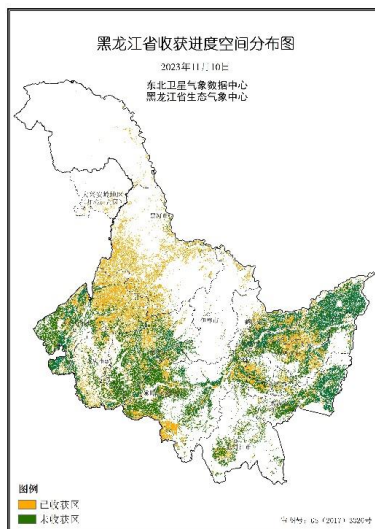 黑龙江省收获进度空间分布图
2023年11月10日
东北卫星气象数据中心
黑龙江省生态气象中心
图例
已收获区
未收获区